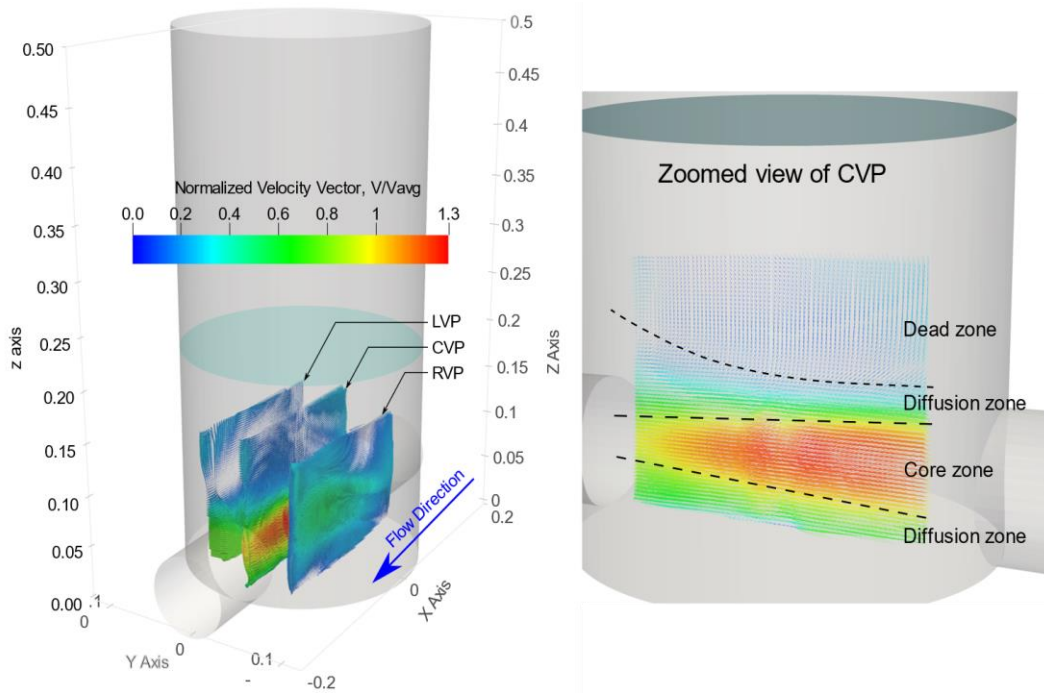 0.50
0.45
0.40
0.35
0.30
0.25
0.20
0.15
0.10
0.05
0.00
z axis
Normalized Velocity Vector, V/Vavg
0.0 0.2 0.4 0.6 0.8 1 1.3
LVP
CVP
RVP
0.5
0.45
0.4
0.35
0.3
0.25
0.2
0.15
0.1
0.05
0
Z Axis
Flow Direction
0.2
0
-0.2
X Axis
.1
0
0
0.1
-
Y Axis
Zoomed view of CVP
Dead zone
Diffusion zone
Core zone
Diffusion zone